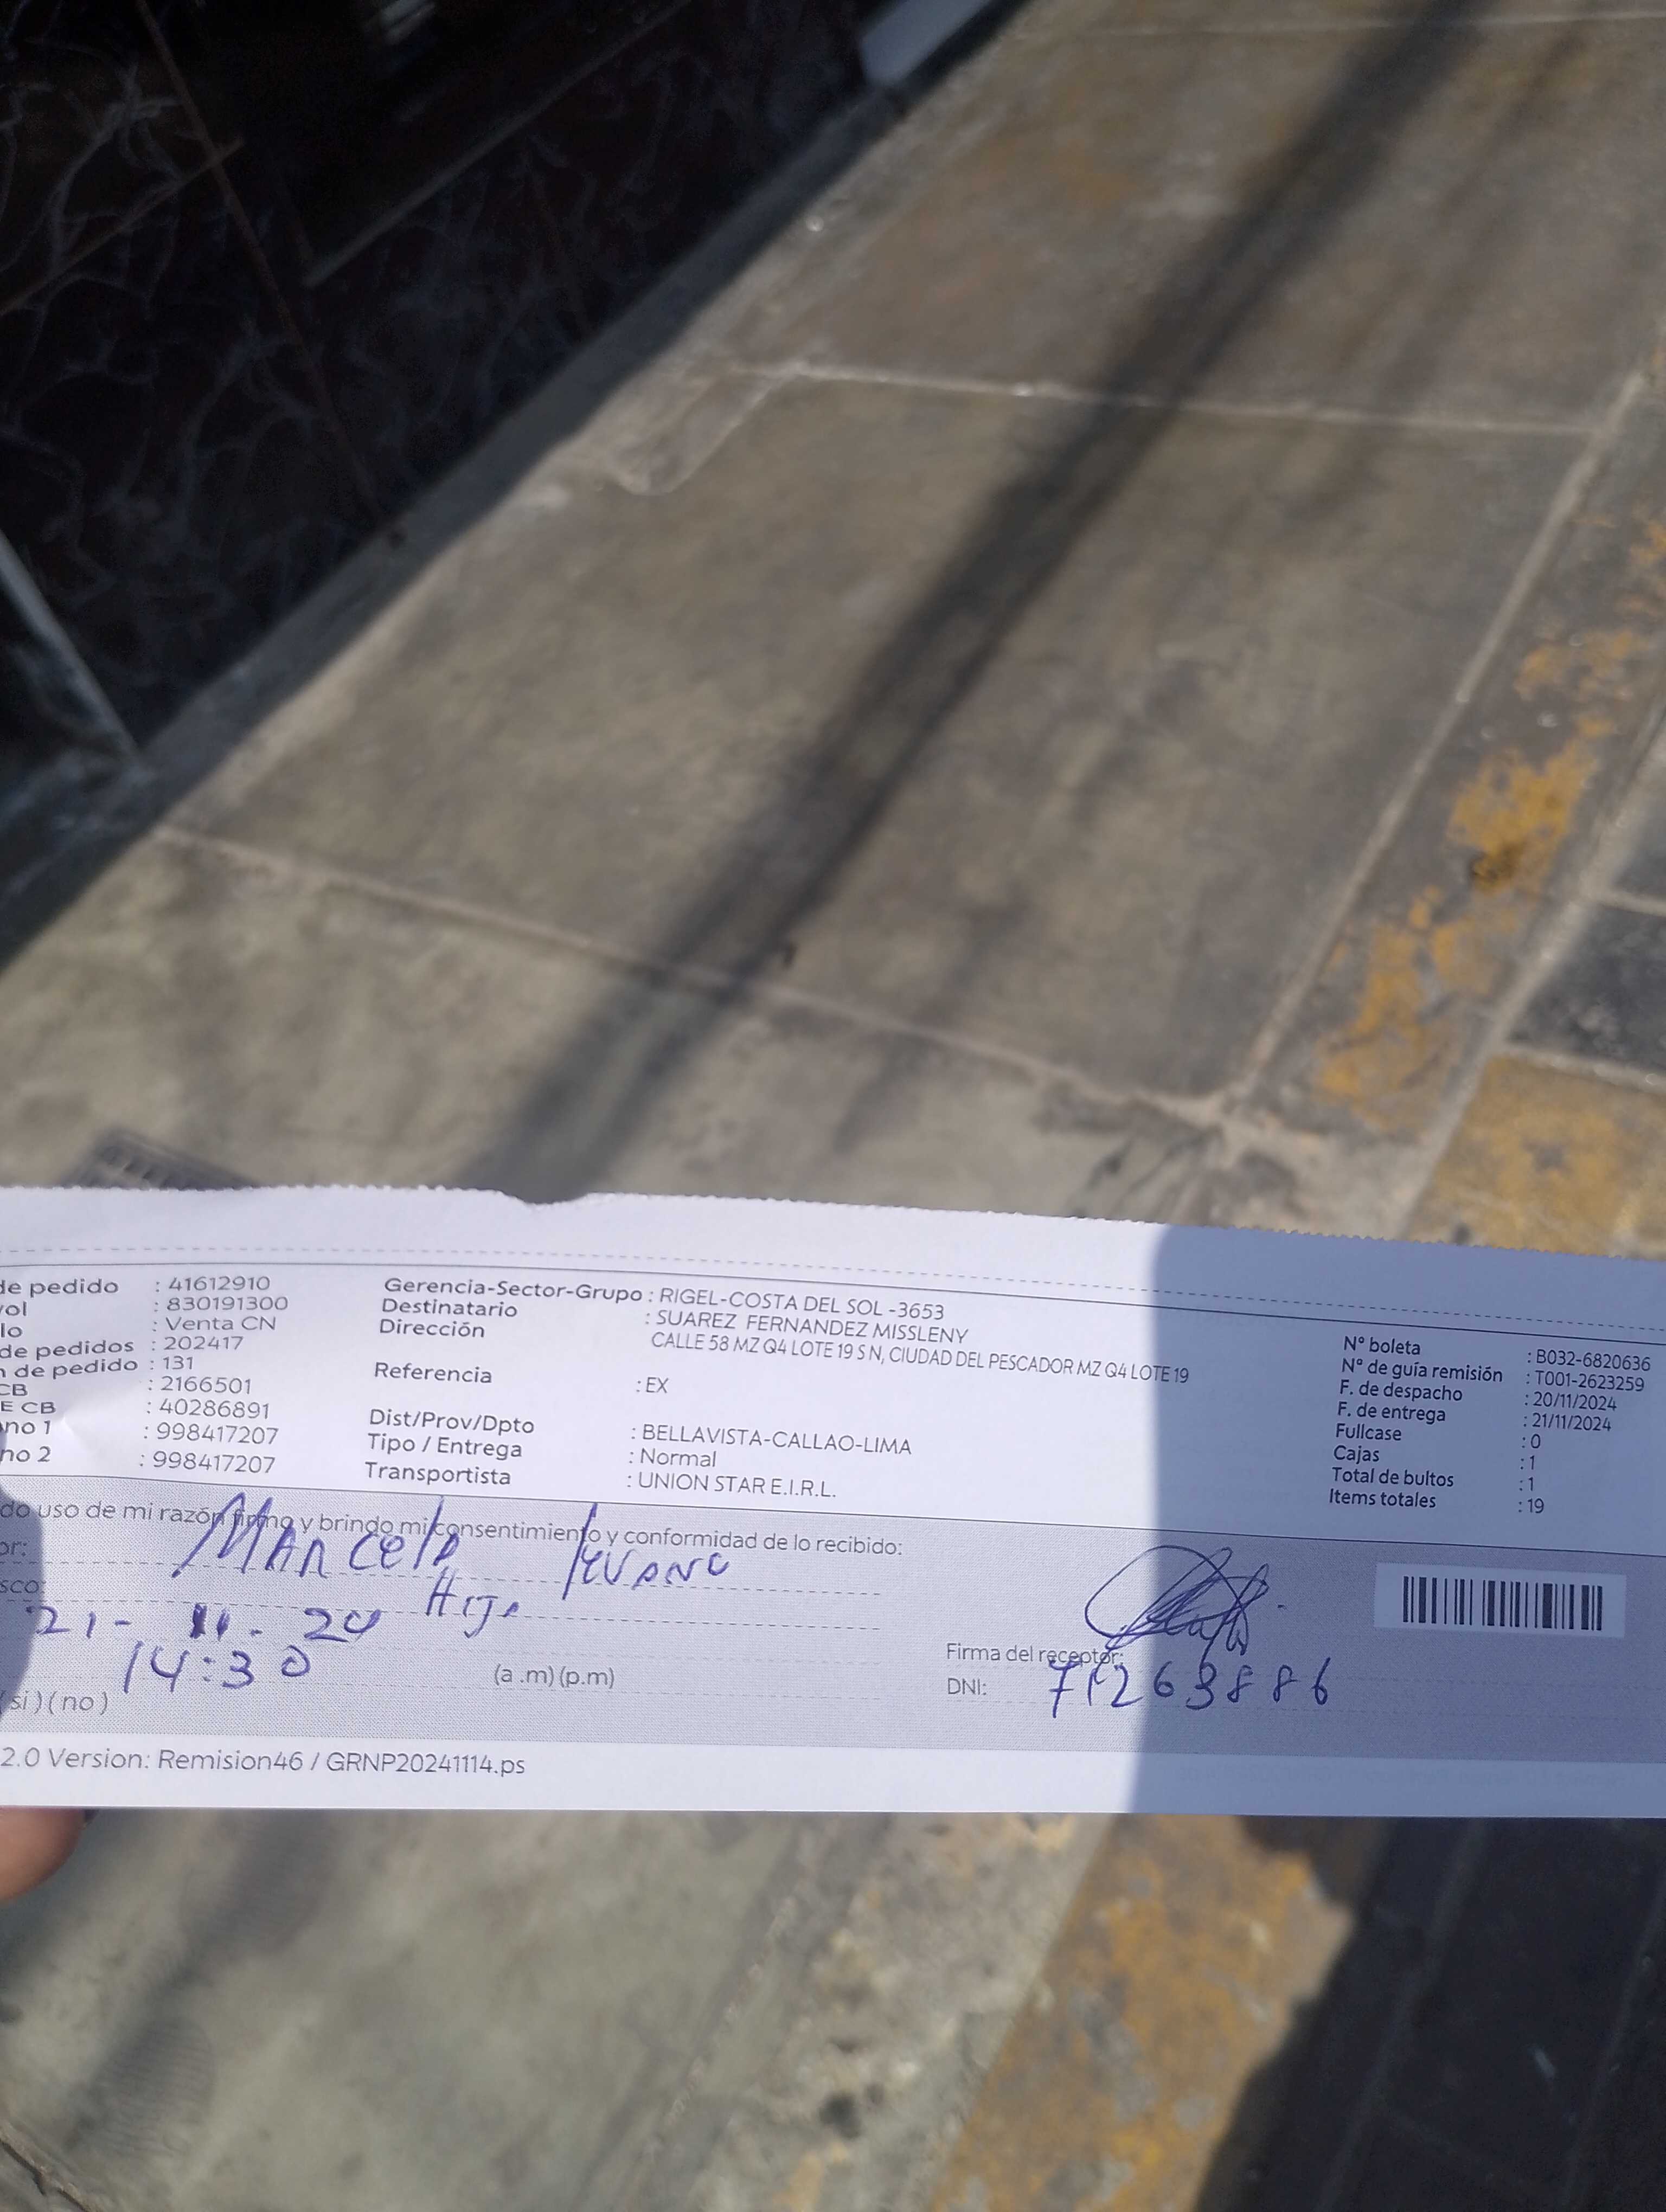 de pedido : 41612910
ol : 830191300
lo : Venta CN
de pedidos : 202417
n de pedido : 131
CB : 2166501
E CB : 40286891
no 1 : 998417207
no 2 : 998417207
Gerencia-Sector-Grupo : RIGEL-COSTA DEL SOL -3653
Destinatario : SUAREZ FERNANDEZ MISSLENY
Dirección CALLE 58 MZ Q4 LOTE 19 S N, CIUDAD DEL PESCADOR MZ Q4 LOTE 19
Referencia : EX
Dist/Prov/Dpto : BELLAVISTA-CALLAO-LIMA
Tipo / Entrega : Normal
Transportista : UNION STAR E.I.R.L.
Nº boleta : B032-6820636
Nº de guía remisión : T001-2623259
F. de despacho : 20/11/2024
F. de entrega : 21/11/2024
Fullcase : 0
Cajas : 1
Total de bultos : 1
Items totales : 19
do uso de mi razón firmo y brindo mi consentimiento y conformidad de lo recibido:
or: Marcelo
sco: Hijo
21 - 11 - 24
14:30 (a .m) (p.m)
(si) (no)
Firma del receptor:
DNI: 71263886
2.0 Version: Remision46 / GRNP20241114.ps